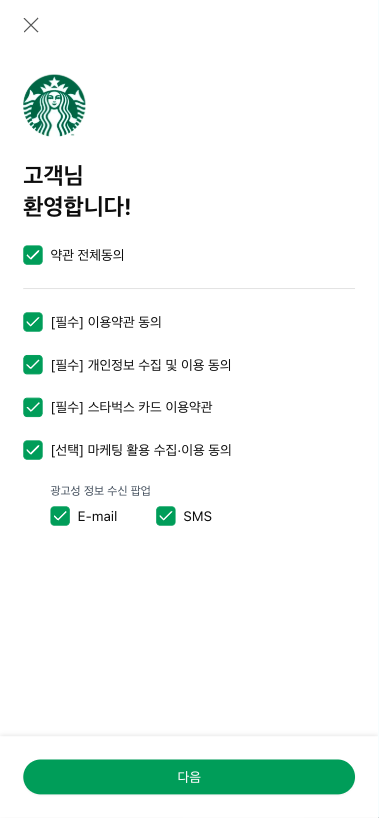 고객님
환영합니다!
약관 전체동의
[필수] 이용약관 동의
[필수] 개인정보 수집 및 이용 동의
[필수] 스타벅스 카드 이용약관
[선택] 마케팅 활용 수집·이용 동의
광고성 정보 수신 팝업
E-mail SMS
다음